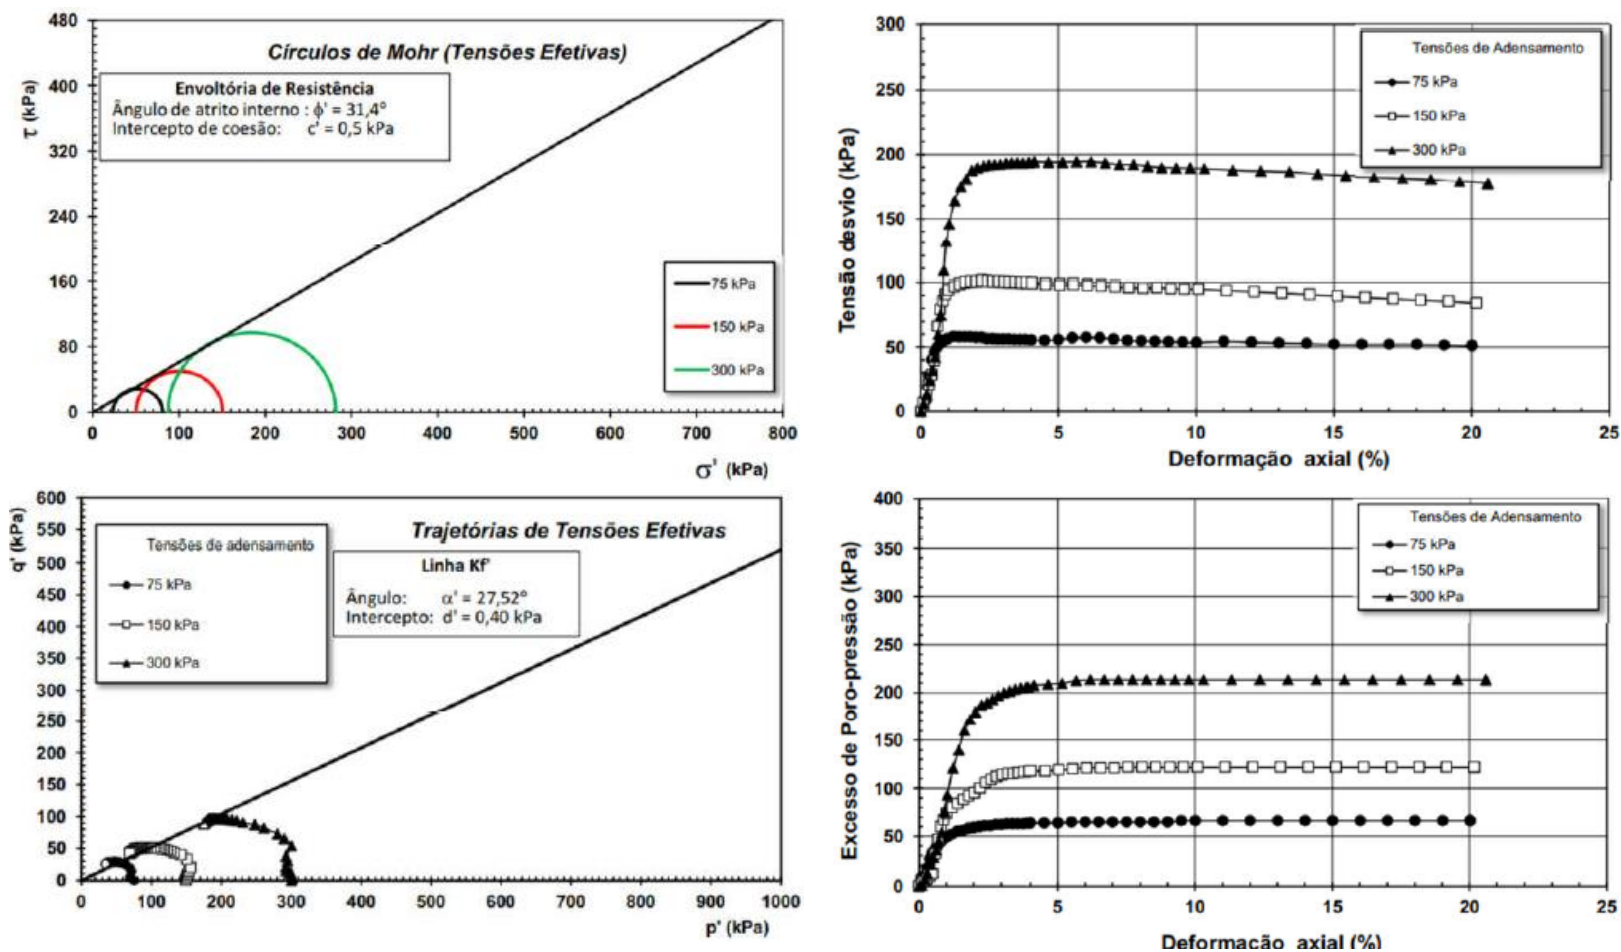 Círculos de Mohr (Tensões Efetivas)
Envoltória de Resistência
Ângulo de atrito interno : ϕ' = 31,4º
Intercepto de coesão: c' = 0,5 kPa
τ (kPa)
480
400
320
240
160
80
0
75 kPa
150 kPa
300 kPa
0 100 200 300 400 500 600 700 800
σ' (kPa)
Tensão desvio (kPa)
300
250
200
150
100
50
0
Tensões de Adensamento
75 kPa
150 kPa
300 kPa
0 5 10 15 20 25
Deformação axial (%)
q' (kPa)
600
550
500
450
400
350
300
250
200
150
100
50
0
Trajetórias de Tensões Efetivas
Tensões de adensamento
75 kPa
150 kPa
300 kPa
Linha Kf'
Ângulo: α' = 27,52º
Intercepto: d' = 0,40 kPa
0 100 200 300 400 500 600 700 800 900 1000
p' (kPa)
Excesso de Poro-pressão (kPa)
400
350
300
250
200
150
100
50
0
Tensões de Adensamento
75 kPa
150 kPa
300 kPa
0 5 10 15 20 25
Deformação axial (%)